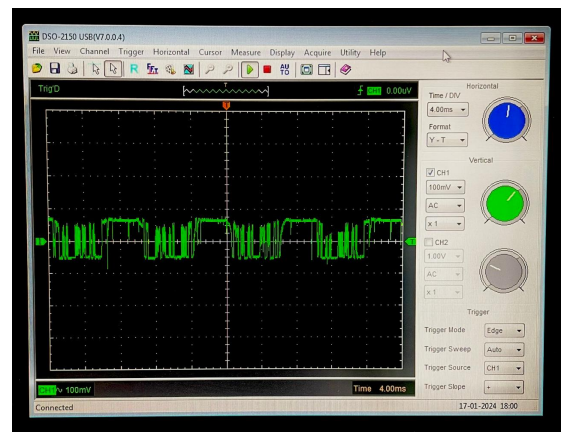 DSO-2150 USB(V7.0.0.4)
File View Channel Trigger Horizontal Cursor Measure Display Acquire Utility Help
R FFT AUTO
Trig'D T CH1 0.00uV
Horizontal
Time / DIV
4.00ms
Format
Y - T
Vertical
CH1
100mV
AC
x 1
CH2
1.00V
AC
x 1
Trigger
Trigger Mode Edge
Trigger Sweep Auto
Trigger Source CH1
Trigger Slope +
CH1 100mV Time 4.00ms
Connected 17-01-2024 18:00